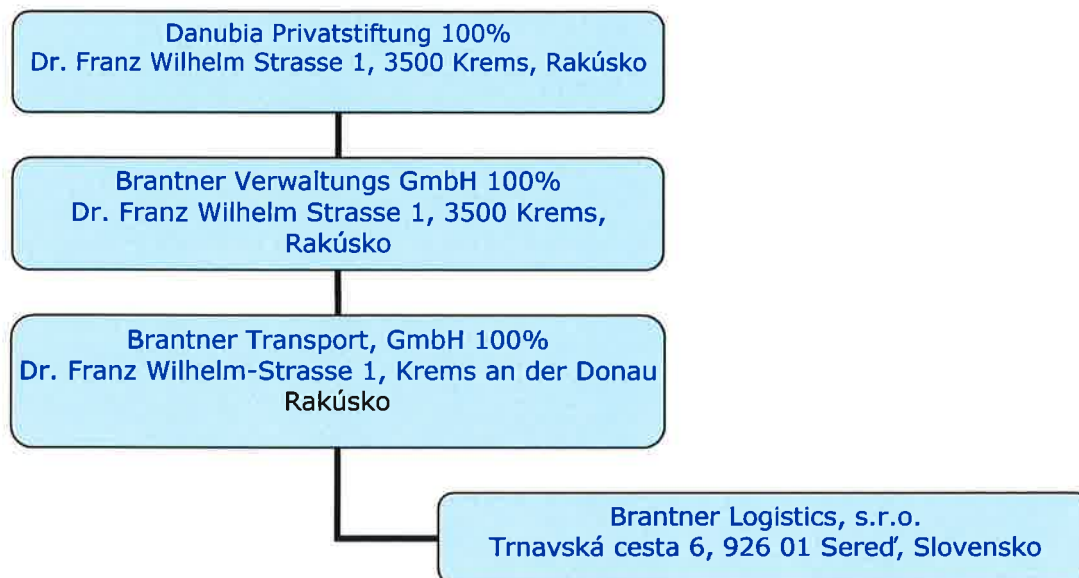 Danubia Privatstiftung 100%
Dr. Franz Wilhelm Strasse 1, 3500 Krems, Rakúsko
Brantner Verwaltungs GmbH 100%
Dr. Franz Wilhelm Strasse 1, 3500 Krems,
Rakúsko
Brantner Transport, GmbH 100%
Dr. Franz Wilhelm-Strasse 1, Krems an der Donau
Rakúsko
Brantner Logistics, s.r.o.
Trnavská cesta 6, 926 01 Sereď, Slovensko